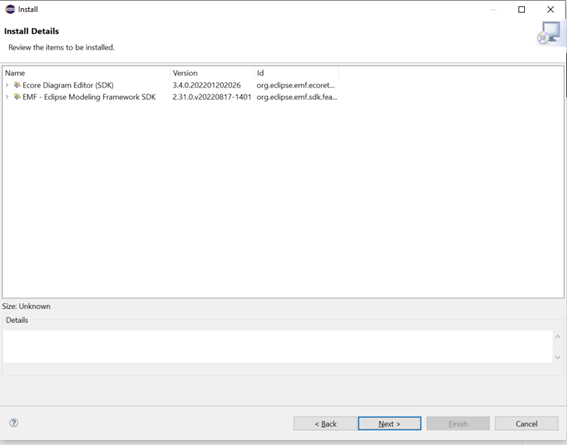 Install
Install Details
Review the items to be installed.
Name Version Id
Ecore Diagram Editor (SDK) 3.4.0.202201202026 org.eclipse.emf.ecoret...
EMF - Eclipse Modeling Framework SDK 2.31.0.v20220817-1401 org.eclipse.emf.sdk.fea...
Size: Unknown
Details
< Back Next > Finish Cancel